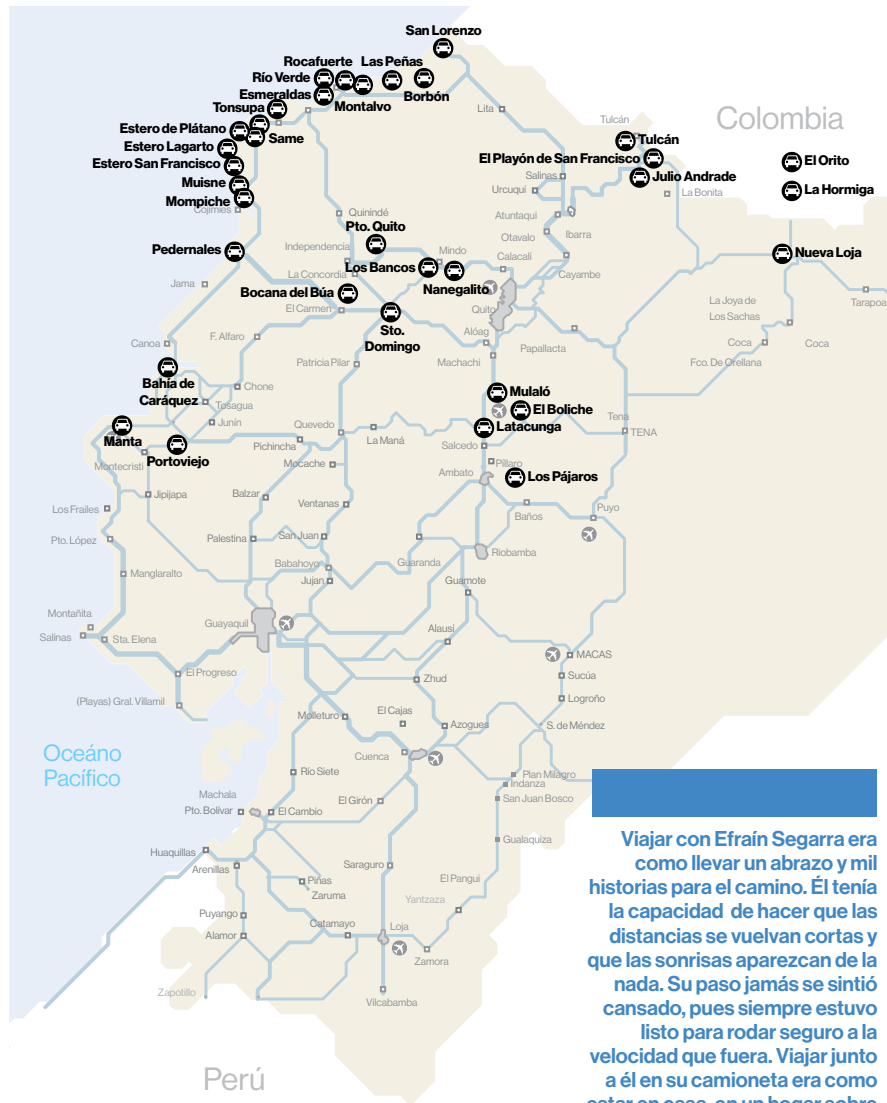 San Lorenzo
Rocafuerte
Las Peñas
Río Verde
Esmeraldas
Montalvo
Borbón
Tonsupa
Lita
Tulcán
Colombia
Estero de Plátano
Same
Tulcán
Estero Lagarto
El Playón de San Francisco
El Orito
Estero San Francisco
Salinas
Julio Andrade
Muisne
Urcuquí
La Bonita
La Hormiga
Mompiche
Cojimíes
Quinindé
Atuntaqui
Pto. Quito
Otavalo
Ibarra
Pedernales
Independencia
Mindo
Calacalí
Nueva Loja
Los Bancos
La Concordia
Nanegalito
Cayambe
Jama
Bocana del Búa
Tarapoa
El Carmen
Quito
La Joya de
Los Sachas
Sto.
Domingo
Canoa
F. Alfaro
Alóag
Papallacta
Coca
Coca
Patricia Pilar
Machachi
Fco. De Orellana
Bahía de
Caráquez
Chone
Mulaló
Tosagua
El Boliche
Manta
Junín
Quevedo
La Maná
Latacunga
Tena
TENA
Portoviejo
Pichincha
Salcedo
Montecristi
Mocache
Píllaro
Ambato
Los Pájaros
Jipijapa
Balzar
Ventanas
Los Frailes
Baños
Puyo
Pto. López
Palestina
San Juan
Riobamba
Manglaralto
Babahoyo
Guaranda
Jujan
Guamote
Montañita
Guayaquil
Salinas
Sta. Elena
Alausí
MACAS
El Progreso
Zhud
Sucúa
(Playas) Gral. Villamil
Logroño
Molleturo
El Cajas
Azogues
S. de Méndez
Oceáno
Pacífico
Cuenca
Río Siete
Plan Milagro
Indanza
Machala
El Girón
San Juan Bosco
Pto. Bolívar
El Cambio
Huaquillas
Gualaquiza
Arenillas
Saraguro
Piñas
El Pangui
Zaruma
Yantzaza
Puyango
Catamayo
Loja
Alamor
Zamora
Zapotillo
Vilcabamba
Perú
Viajar con Efraín Segarra era
como llevar un abrazo y mil
historias para el camino. Él tenía
la capacidad de hacer que las
distancias se vuelvan cortas y
que las sonrisas aparezcan de la
nada. Su paso jamás se sintió
cansado, pues siempre estuvo
listo para rodar seguro a la
velocidad que fuera. Viajar junto
a él en su camioneta era como
estar en casa, en un hogar sobre